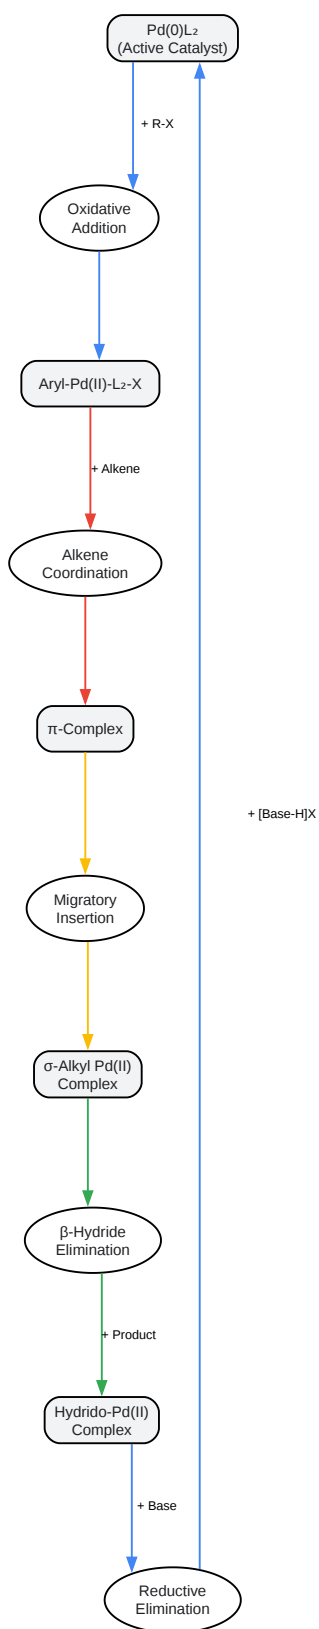 Pd(0)L₂
(Active Catalyst)
+ R-X
Oxidative
Addition
Aryl-Pd(II)-L₂-X
+ Alkene
Alkene
Coordination
π-Complex
+ [Base-H]X
Migratory
Insertion
σ-Alkyl Pd(II)
Complex
β-Hydride
Elimination
+ Product
Hydrido-Pd(II)
Complex
+ Base
Reductive
Elimination